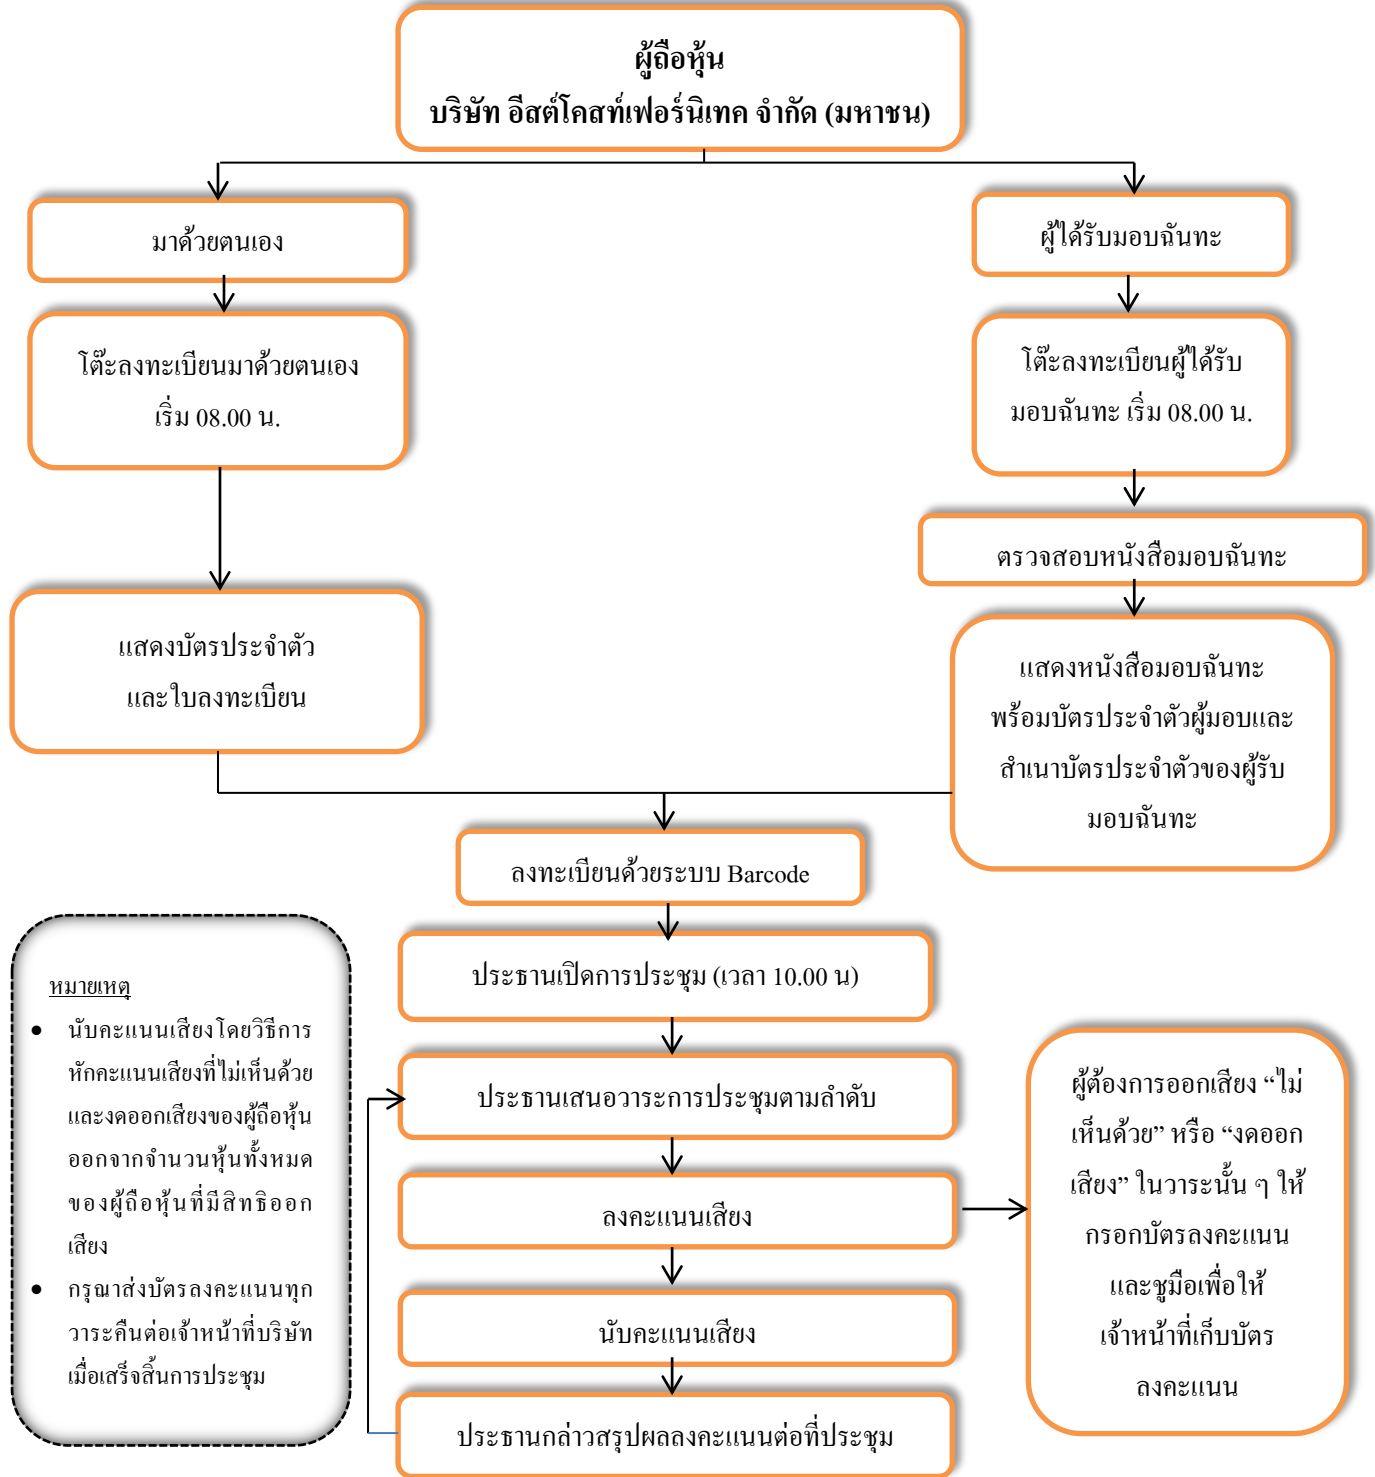 ผู้ถือหุ้น
บริษัท อีสต์โคสท์เฟอร์นิเทค จำกัด (มหาชน)
มาด้วยตนเอง
ผู้ได้รับมอบฉันทะ
โต๊ะลงทะเบียนมาด้วยตนเอง
เริ่ม 08.00 น.
โต๊ะลงทะเบียนผู้ได้รับ
มอบฉันทะ เริ่ม 08.00 น.
ตรวจสอบหนังสือมอบฉันทะ
แสดงบัตรประจำตัว
และใบลงทะเบียน
แสดงหนังสือมอบฉันทะ
พร้อมบัตรประจำตัวผู้มอบและ
สำเนาบัตรประจำตัวของผู้รับ
มอบฉันทะ
ลงทะเบียนด้วยระบบ Barcode
ประธานเปิดการประชุม (เวลา 10.00 น)
ประธานเสนอวาระการประชุมตามลำดับ
ลงคะแนนเสียง
นับคะแนนเสียง
ประธานกล่าวสรุปผลลงคะแนนต่อที่ประชุม
หมายเหตุ
• นับคะแนนเสียงโดยวิธีการ
หักคะแนนเสียงที่ไม่เห็นด้วย
และงดออกเสียงของผู้ถือหุ้น
ออกจากจำนวนหุ้นทั้งหมด
ของผู้ถือหุ้นที่มีสิทธิออก
เสียง
• กรุณาส่งบัตรลงคะแนนทุก
วาระคืนต่อเจ้าหน้าที่บริษัท
เมื่อเสร็จสิ้นการประชุม
ผู้ต้องการออกเสียง “ไม่
เห็นด้วย” หรือ “งดออก
เสียง” ในวาระนั้น ๆ ให้
กรอกบัตรลงคะแนน
และชูมือเพื่อให้
เจ้าหน้าที่เก็บบัตร
ลงคะแนน